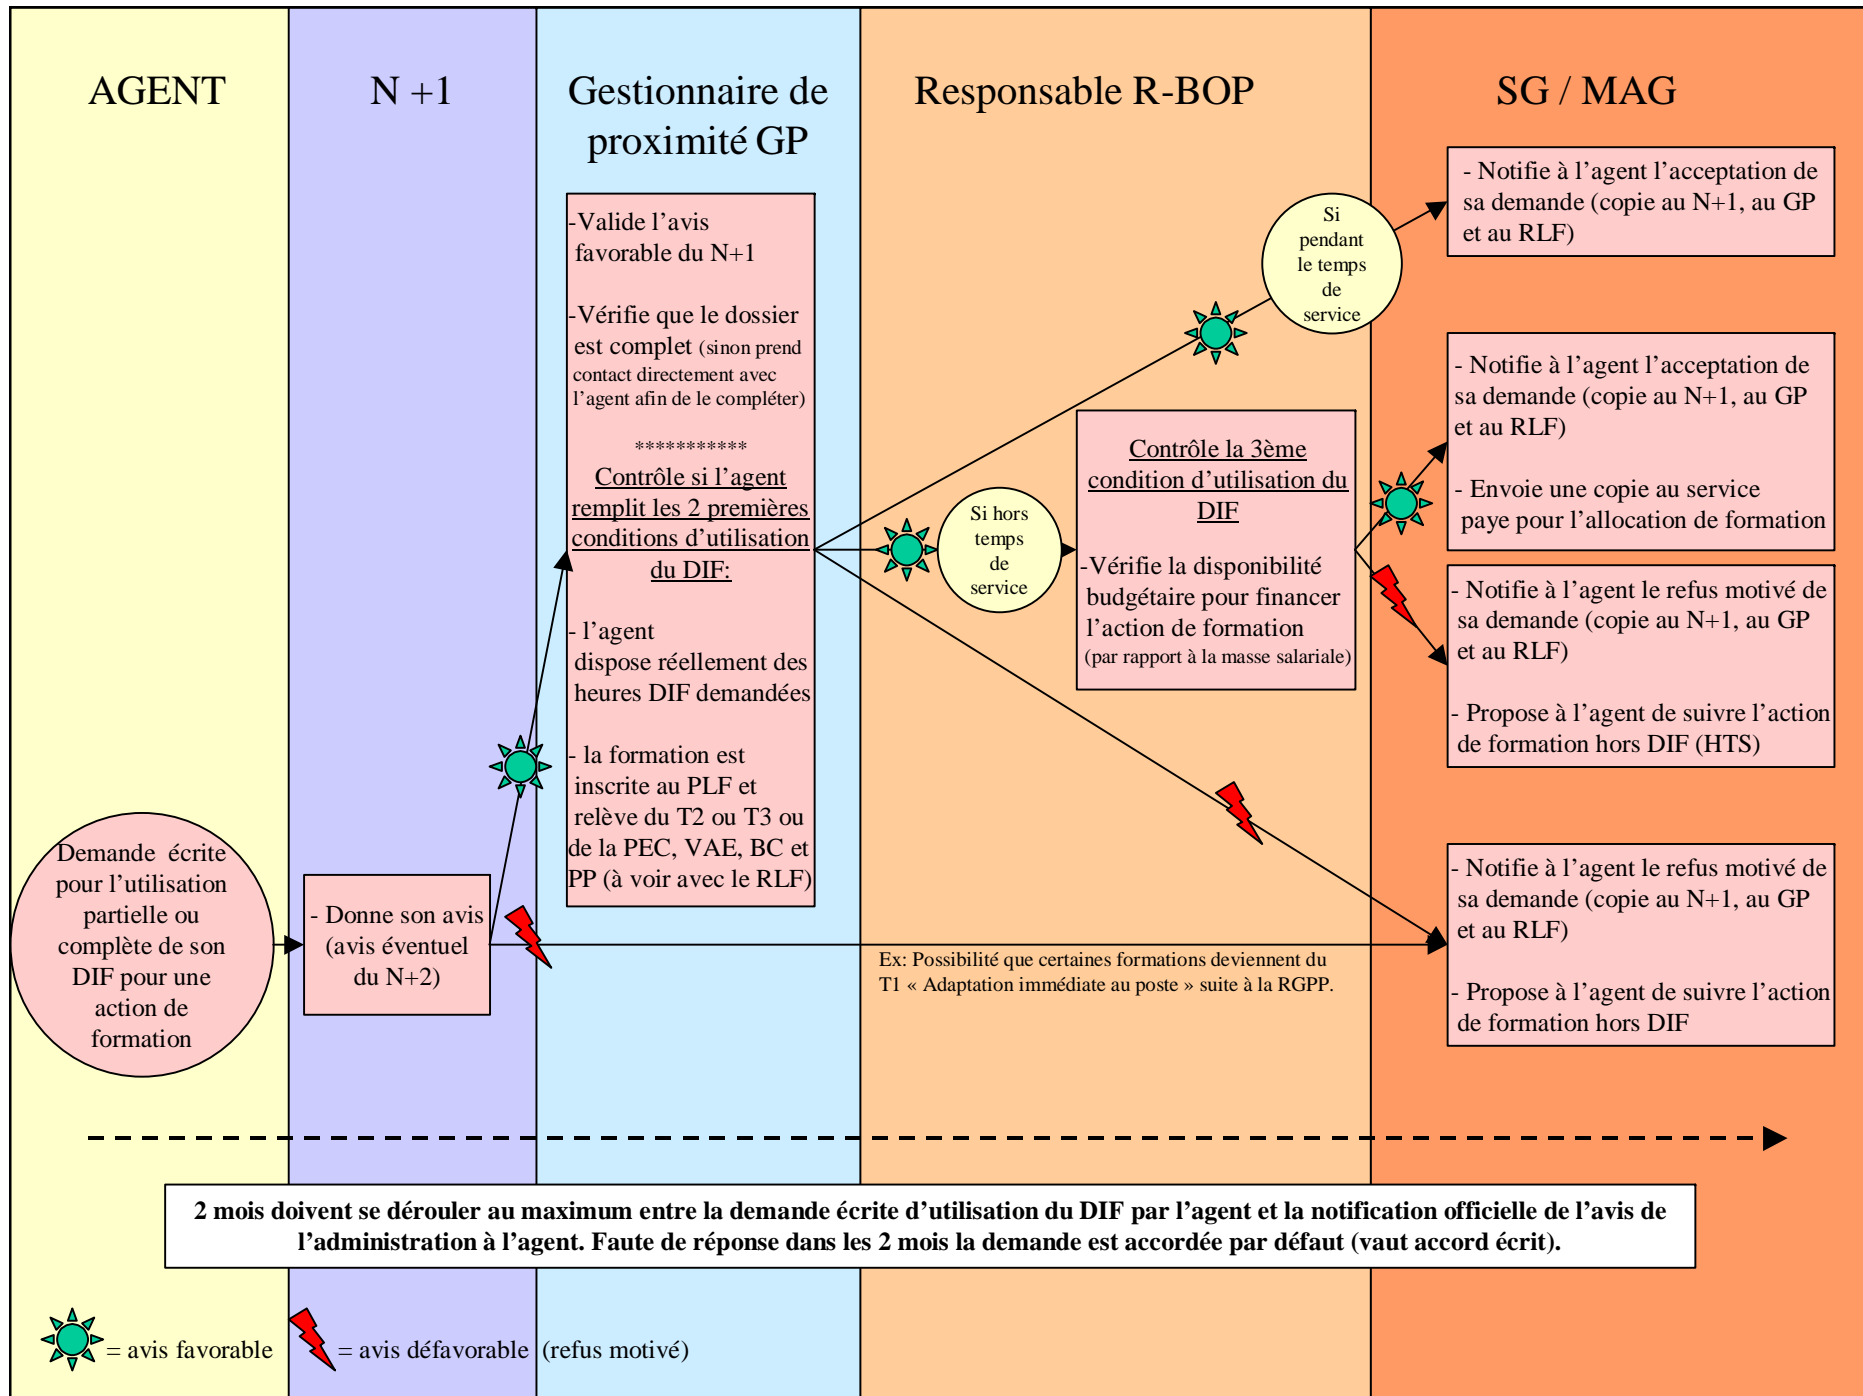 AGENT
N +1
Gestionnaire de
proximité GP
Responsable R-BOP
SG / MAG
Demande écrite
pour l’utilisation
partielle ou
complète de son
DIF pour une
action de
formation
- Donne son avis
(avis éventuel
du N+2)
-Valide l’avis
favorable du N+1
-Vérifie que le dossier
est complet (sinon prend
contact directement avec
l’agent afin de le compléter)
***********
Contrôle si l’agent
remplit les 2 premières
conditions d’utilisation
du DIF:
- l’agent
dispose réellement des
heures DIF demandées
- la formation est
inscrite au PLF et
relève du T2 ou T3 ou
de la PEC, VAE, BC et
PP (à voir avec le RLF)
Si
pendant
le temps
de
service
Si hors
temps
de
service
Contrôle la 3ème
condition d’utilisation du
DIF
-Vérifie la disponibilité
budgétaire pour financer
l’action de formation
(par rapport à la masse salariale)
Ex: Possibilité que certaines formations deviennent du
T1 « Adaptation immédiate au poste » suite à la RGPP.
- Notifie à l’agent l’acceptation de
sa demande (copie au N+1, au GP
et au RLF)
- Notifie à l’agent l’acceptation de
sa demande (copie au N+1, au GP
et au RLF)
- Envoie une copie au service
paye pour l’allocation de formation
- Notifie à l’agent le refus motivé de
sa demande (copie au N+1, au GP
et au RLF)
- Propose à l’agent de suivre l’action
de formation hors DIF (HTS)
- Notifie à l’agent le refus motivé de
sa demande (copie au N+1, au GP
et au RLF)
- Propose à l’agent de suivre l’action
de formation hors DIF
2 mois doivent se dérouler au maximum entre la demande écrite d’utilisation du DIF par l’agent et la notification officielle de l’avis de
l’administration à l’agent. Faute de réponse dans les 2 mois la demande est accordée par défaut (vaut accord écrit).
= avis favorable
= avis défavorable (refus motivé)